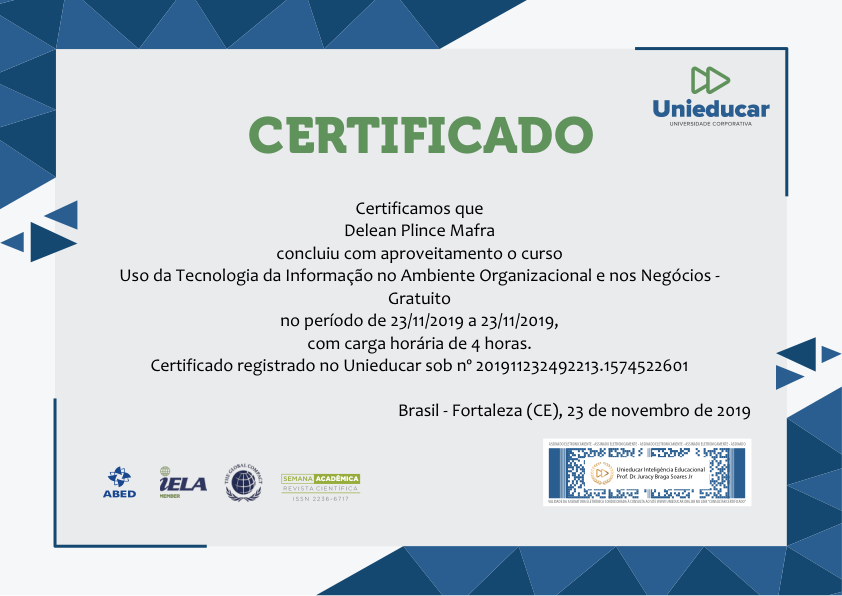 Unieducar
UNIVERSIDADE CORPORATIVA
CERTIFICADO
Certificamos que
Delean Plince Mafra
concluiu com aproveitamento o curso
Uso da Tecnologia da Informação no Ambiente Organizacional e nos Negócios -
Gratuito
no período de 23/11/2019 a 23/11/2019,
com carga horária de 4 horas.
Certificado registrado no Unieducar sob nº 201911232492213.1574522601
Brasil - Fortaleza (CE), 23 de novembro de 2019
ABED
iELA
MEMBER
THE GLOBAL COMPACT
SEMANA ACADÊMICA
REVISTA CIENTÍFICA
ISSN 2236-6717
Unieducar Inteligência Educacional
Prof. Dr. Juracy Braga Soares Jr